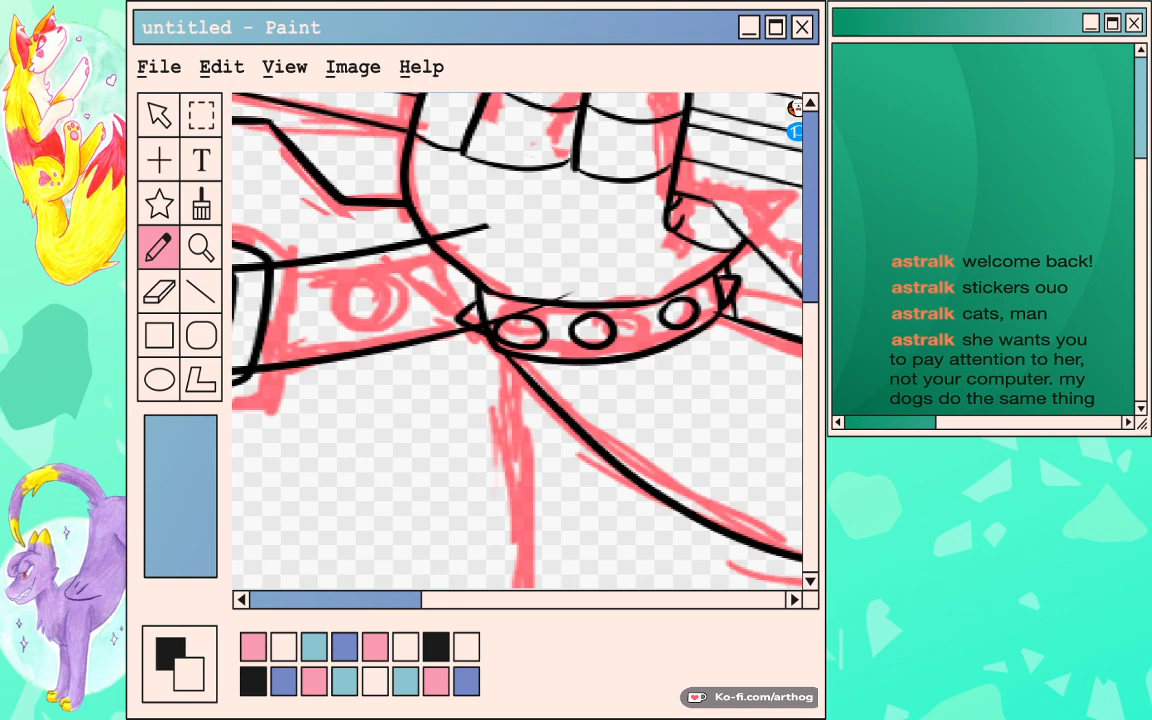 untitled - Paint
File Edit View Image Help
T
Ko-fi.com/arthog
astralk welcome back!
astralk stickers ouo
astralk cats, man
astralk she wants you
to pay attention to her,
not your computer. my
dogs do the same thing